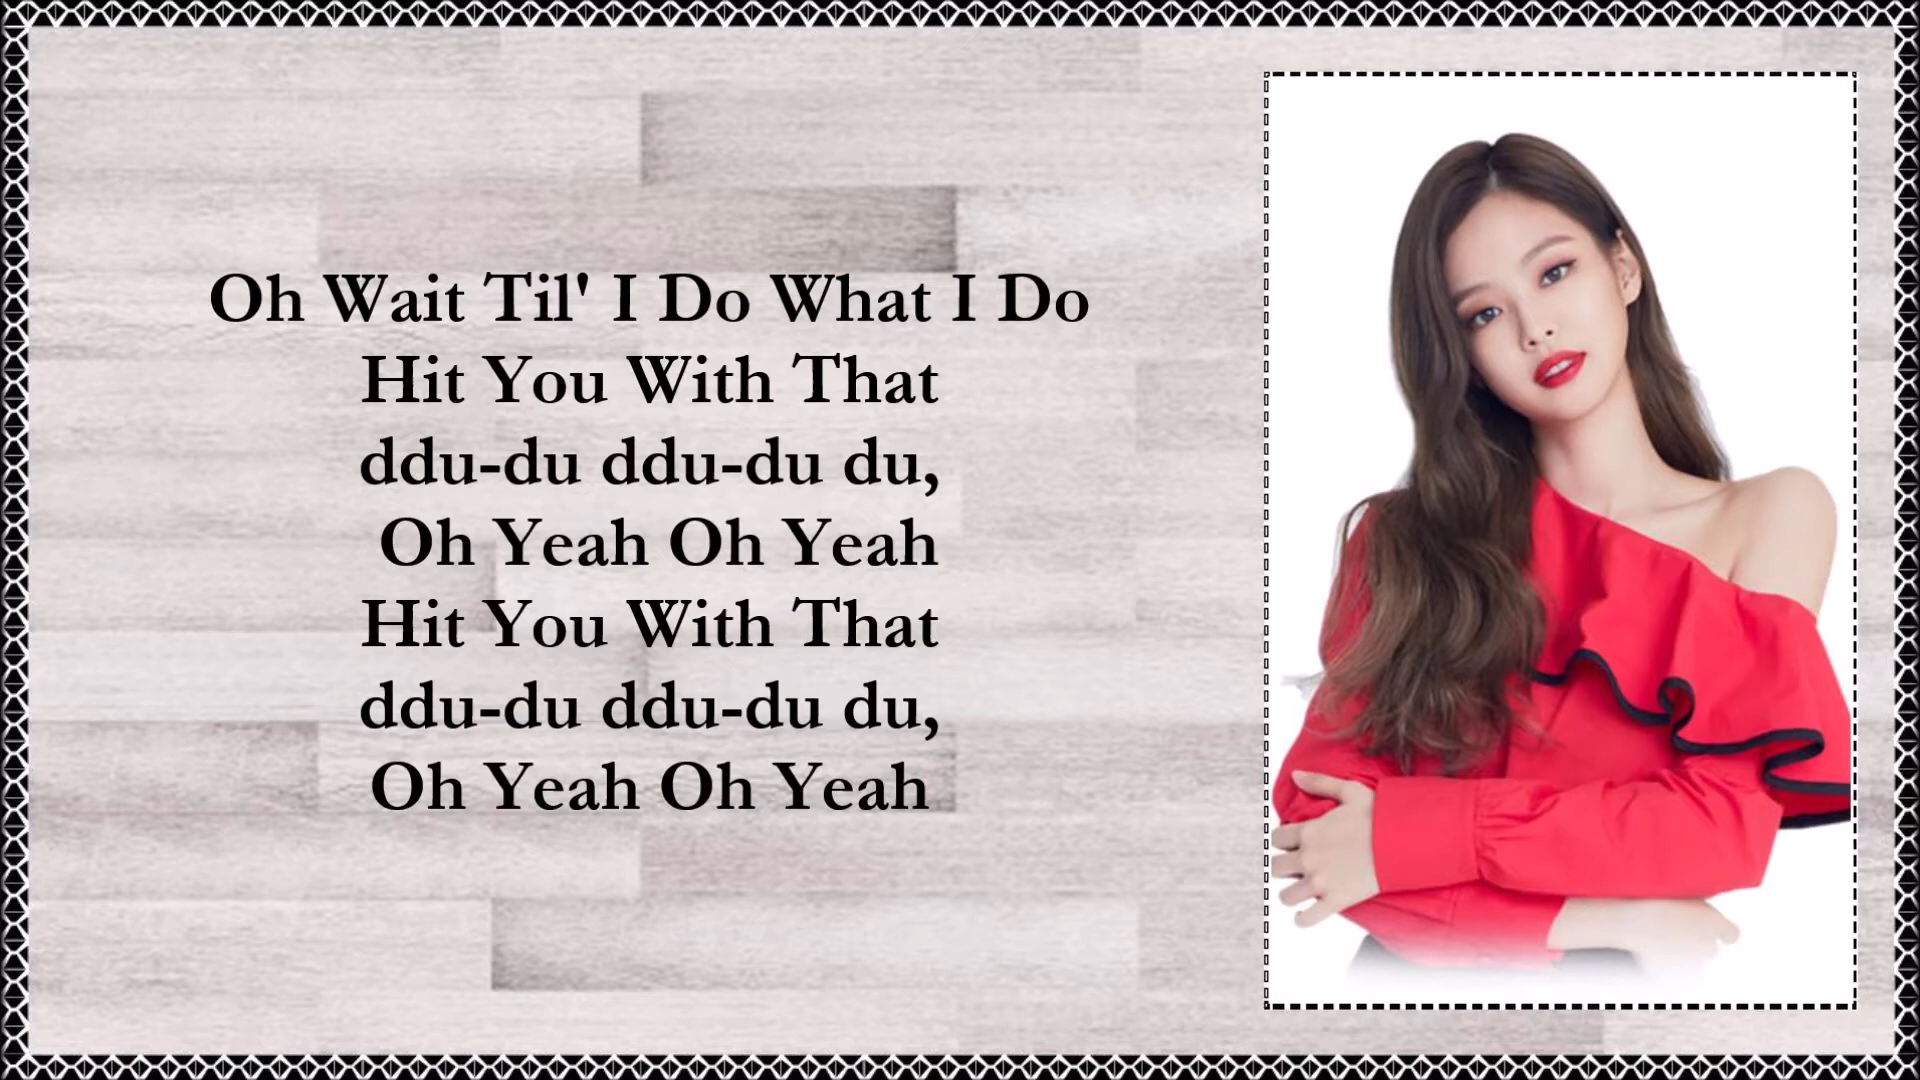 Oh Wait Til' I Do What I Do
Hit You With That
ddu-du ddu-du du,
Oh Yeah Oh Yeah
Hit You With That
ddu-du ddu-du du,
Oh Yeah Oh Yeah